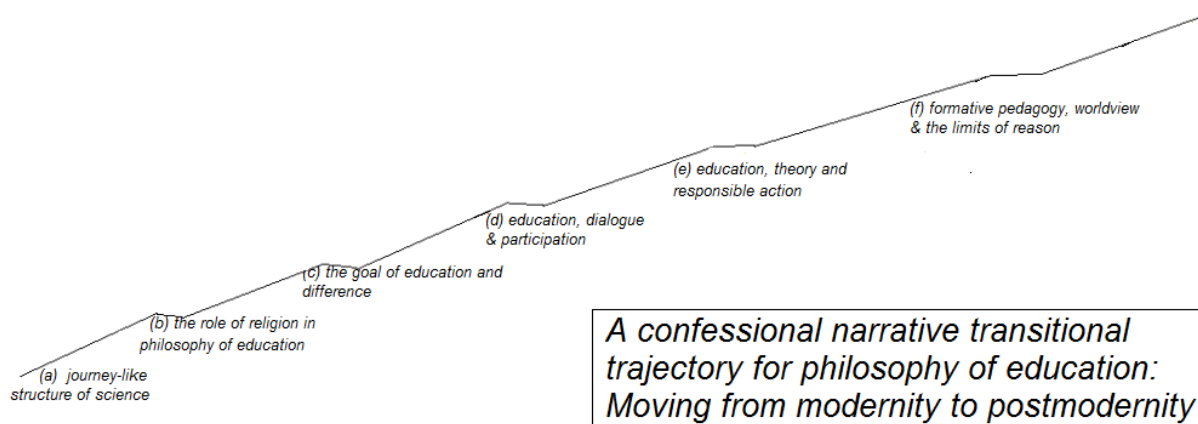 (f) formative pedagogy, worldview
& the limits of reason
(e) education, theory and
responsible action
(d) education, dialogue
& participation
(c) the goal of education and
difference
(b) the role of religion in
philosophy of education
(a) journey-like
structure of science
A confessional narrative transitional
trajectory for philosophy of education:
Moving from modernity to postmodernity